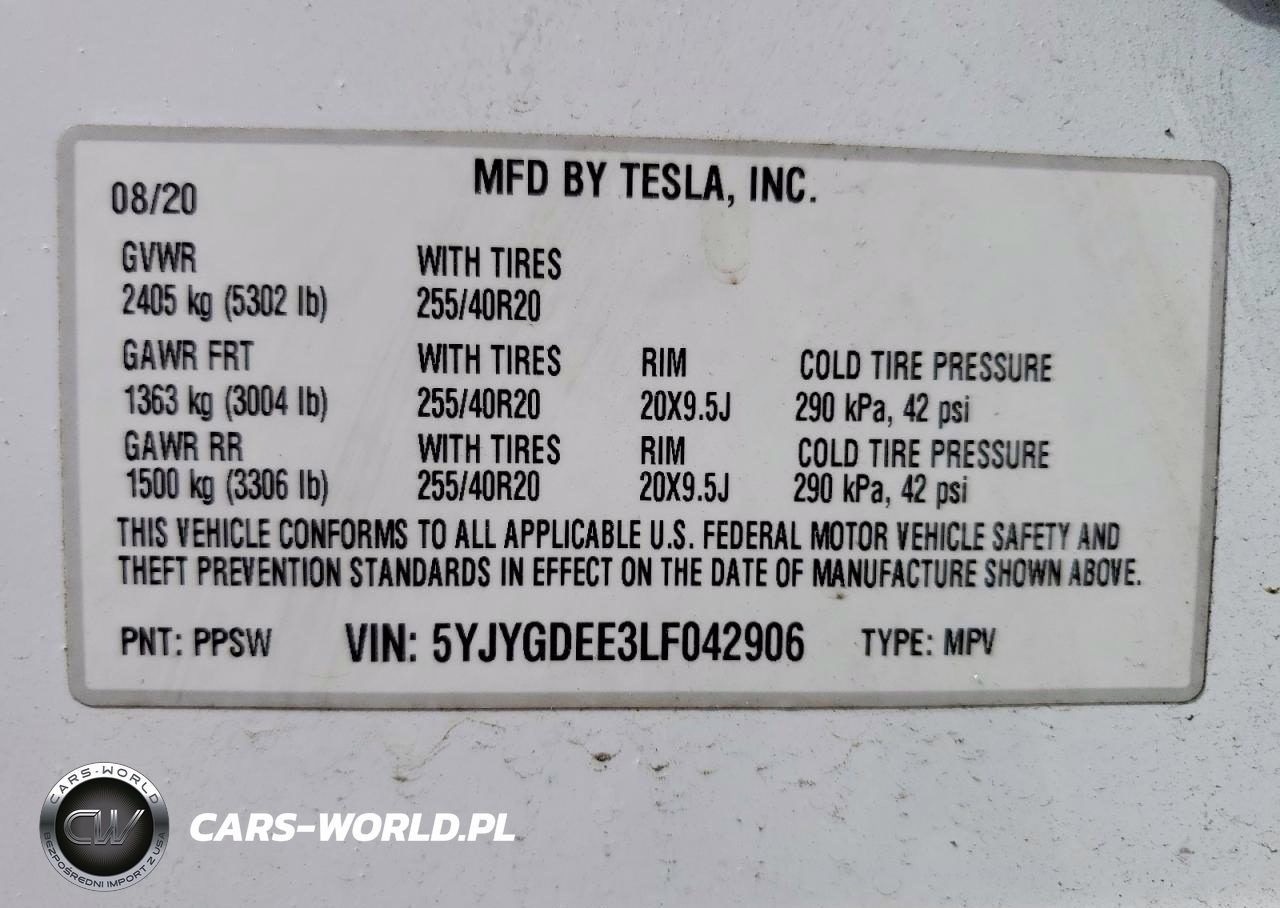 MFD BY TESLA, INC.
08/20
GVWR WITH TIRES
2405 kg (5302 lb) 255/40R20
GAWR FRT WITH TIRES RIM COLD TIRE PRESSURE
1363 kg (3004 lb) 255/40R20 20X9.5J 290 kPa, 42 psi
GAWR RR WITH TIRES RIM COLD TIRE PRESSURE
1500 kg (3306 lb) 255/40R20 20X9.5J 290 kPa, 42 psi
THIS VEHICLE CONFORMS TO ALL APPLICABLE U.S. FEDERAL MOTOR VEHICLE SAFETY AND
THEFT PREVENTION STANDARDS IN EFFECT ON THE DATE OF MANUFACTURE SHOWN ABOVE.
PNT: PPSW VIN: 5YJYGDEE3LF042906 TYPE: MPV
CARS-WORLD
CW
BEZPOŚREDNI IMPORT Z USA
CARS-WORLD.PL